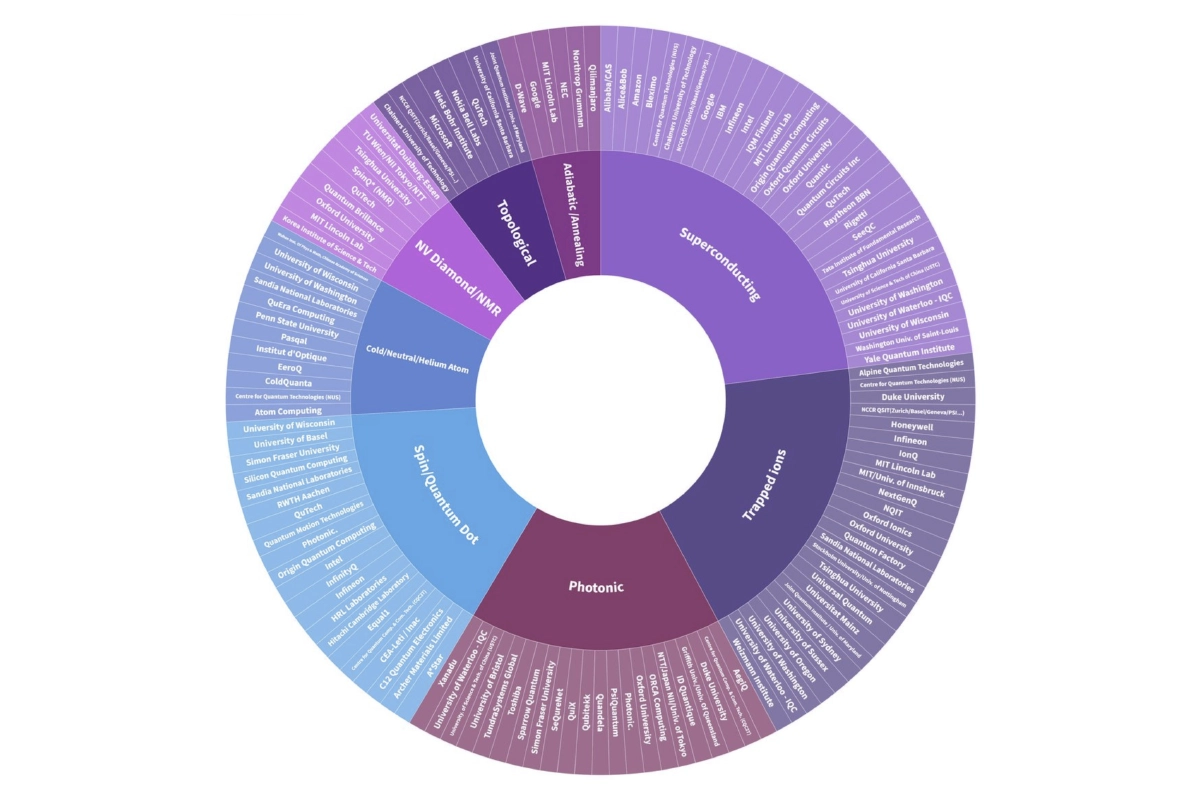 Superconducting
Alibaba/CAS
Alice&Bob
Amazon
Bleximo
Centre for Quantum Technologies (NUS)
Chalmers University of Technology
NCCR QSIT(Zurich/Basel/Geneva/PSI...)
Google
IBM
Infineon
Intel
IQM Finland
MIT Lincoln Lab
Origin Quantum Computing
Oxford Quantum Circuits
Oxford University
Quantic
Quantum Circuits Inc
QuTech
Raytheon BBN
Rigetti
SeeQC
Tata Institute of Fundamental Research
Tsinghua University
University of California Santa Barbara
University of Science & Tech of China (USTC)
University of Washington
University of Waterloo - IQC
University of Wisconsin
Washington Univ. of Saint-Louis
Yale Quantum Institute
Trapped ions
Alpine Quantum Technologies
Centre for Quantum Technologies (NUS)
Duke University
NCCR QSIT(Zurich/Basel/Geneva/PSI...)
Honeywell
Infineon
IonQ
MIT Lincoln Lab
MIT/Univ. of Innsbruck
NextGenQ
NQIT
Oxford Ionics
Oxford University
Quantum Factory
Sandia National Laboratories
Stockholm University/Univ. of Nottingham
Tsinghua University
Universal Quantum
Universitat Mainz
Joint Quantum Institute / Univ. of Maryland
University of Sydney
University of Sussex
University of Oregon
University of Washington
University of Waterloo - IQC
Weizmann Institute
Photonic
AegiQ
Centre for Quantum Comp. & Com. Tech. (CQC2T)
Duke University
Griffith Univ./Univ. Of Queensland
ID Quantique
NTT/Japan NII/Univ. of Tokyo
ORCA Computing
Oxford University
Photonic.
PsiQuantum
Quandela
Qubitekk
QuiX
SeQureNet
Simon Fraser University
Sparrow Quantum
Toshiba
TundraSystems Global
University of Bristol
University of Science & Tech of China (USTC)
University of Waterloo - IQC
Xanadu
Spin/Quantum Dot
A*Star
Archer Materials Limited
C12 Quantum Electronics
CEA-Leti / Inac
Centre for Quantum Comp. & Com. Tech. (CQC2T)
Equal1
Hitachi Cambridge Laboratory
HRL Laboratories
Infineon
InfinityQ
Intel
Origin Quantum Computing
Photonic.
Quantum Motion Technologies
QuTech
RWTH Aachen
Sandia National Laboratories
Silicon Quantum Computing
Simon Fraser University
University of Basel
University of Wisconsin
Cold/Neutral/Helium Atom
Atom Computing
Centre for Quantum Technologies (NUS)
ColdQuanta
EeroQ
Institut d'Optique
Pasqal
Penn State University
QuEra Computing
Sandia National Laboratories
University of Washington
University of Wisconsin
NV Diamond/NMR
Korea Institute of Science & Tech
MIT Lincoln Lab
Oxford University
Quantum Brilliance
QuTech
SpinQ* (NMR)
Tsinghua University
TU Wien/NII Tokyo/NTT
Universitat Duisburg-Essen
Topological
Chalmers University of Technology
NCCR QSIT(Zurich/Basel/Geneva/PSI...)
Microsoft
Niels Bohr Institute
Nokia Bell Labs
QuTech
University of California Santa Barbara
Joint Quantum Institute / Univ. of Maryland
Adiabatic /Annealing
D-Wave
Google
MIT Lincoln Lab
NEC
Northrop Grumman
Qilimanjaro